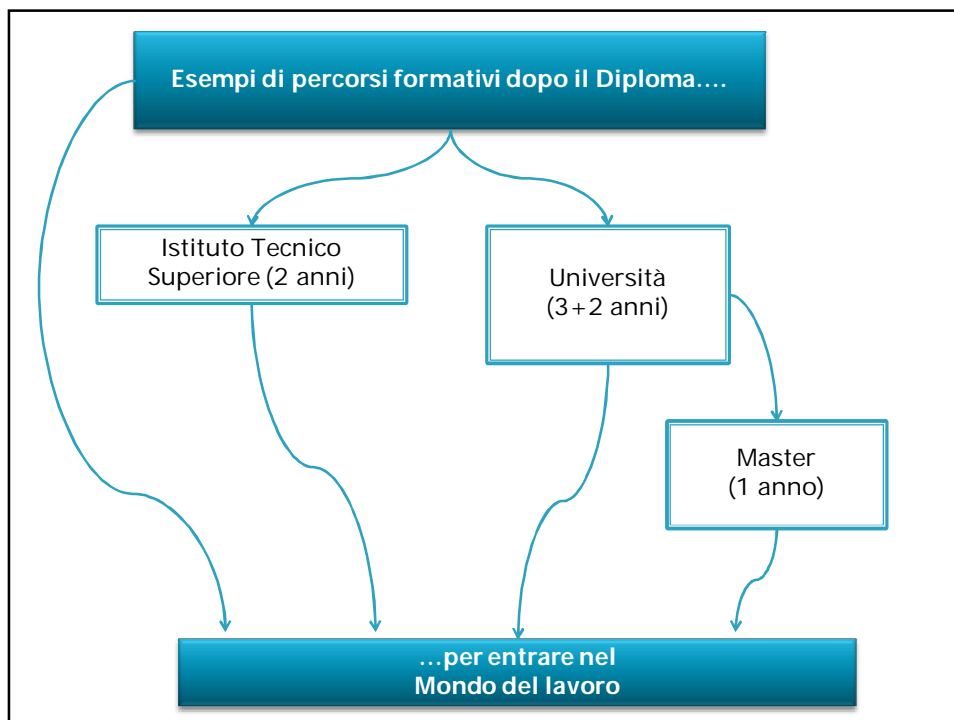 Esempi di percorsi formativi dopo il Diploma....
Istituto Tecnico
Superiore (2 anni)
Università
(3+2 anni)
Master
(1 anno)
...per entrare nel
Mondo del lavoro